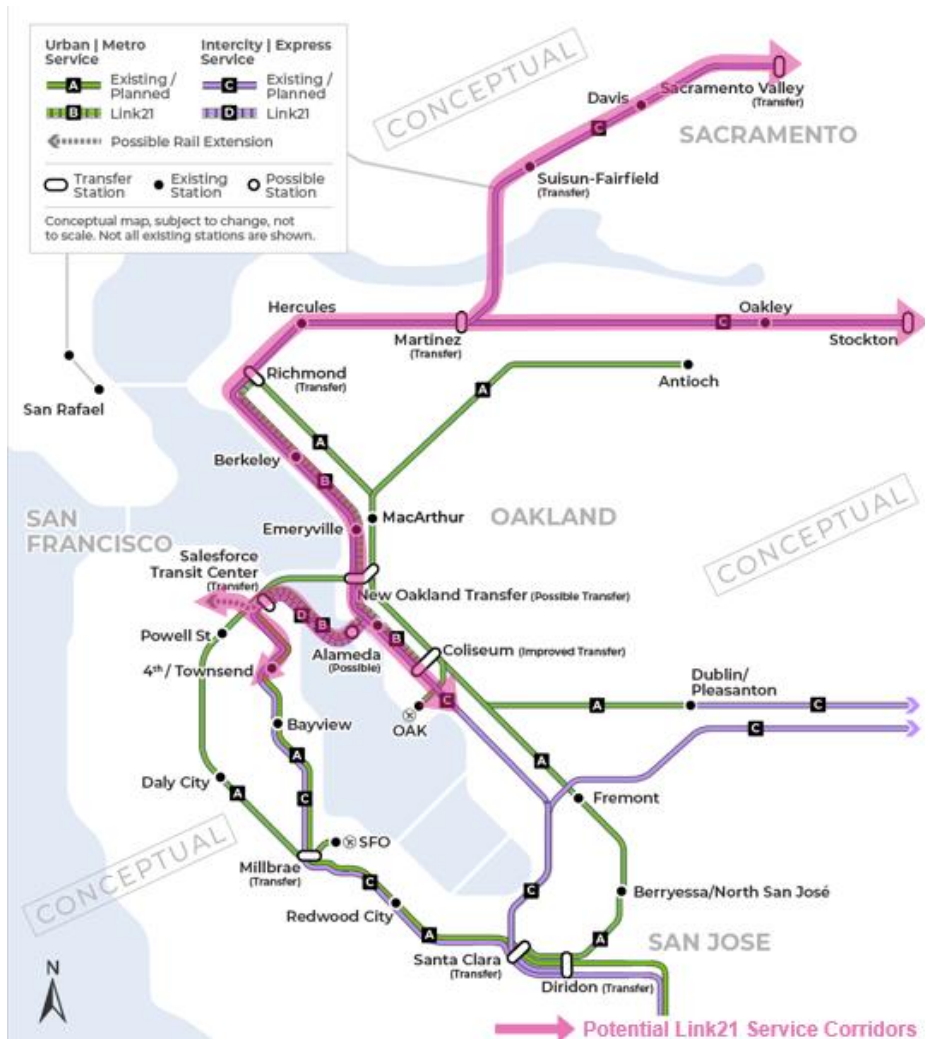 Urban | Metro
Service
A Existing /
Planned
B Link21
Intercity | Express
Service
C Existing /
Planned
D Link21
Possible Rail Extension
Transfer
Station
Existing
Station
Possible
Station
Conceptual map, subject to change, not
to scale. Not all existing stations are shown.
CONCEPTUAL
Sacramento Valley
(Transfer)
Davis
SACRAMENTO
C
Suisun-Fairfield
(Transfer)
Hercules
Martinez
(Transfer)
C
Oakley
Stockton
Richmond
(Transfer)
Antioch
A
San Rafael
A
Berkeley
B
MacArthur
OAKLAND
CONCEPTUAL
SAN
FRANCISCO
Emeryville
Salesforce
Transit Center
(Transfer)
New Oakland Transfer (Possible Transfer)
D B
B
Powell St
Alameda
(Possible)
Coliseum (Improved Transfer)
4th / Townsend
Dublin/
Pleasanton
C
OAK
A
C
Bayview
C
A
A
Daly City
A
C
Fremont
CONCEPTUAL
SFO
Millbrae
(Transfer)
C
C
Berryessa/North San José
Redwood City
A
A
SAN JOSE
Santa Clara
(Transfer)
Diridon (Transfer)
N
Potential Link21 Service Corridors